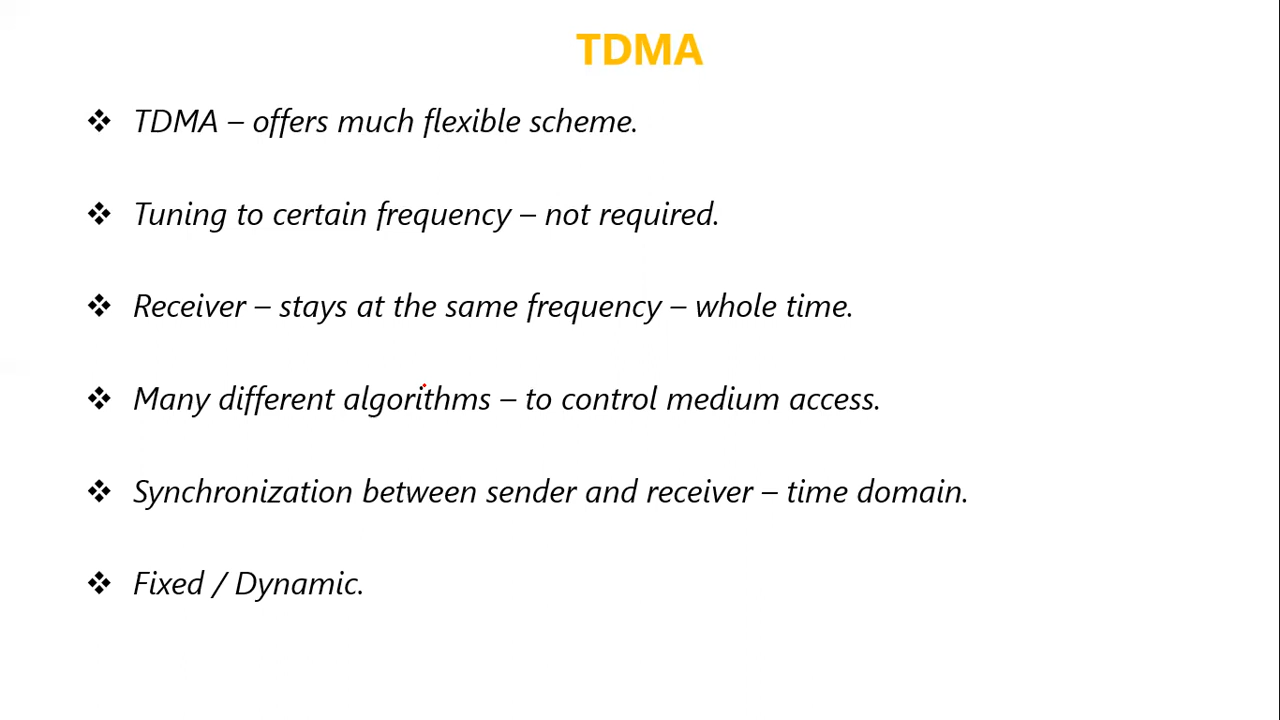 TDMA
❖ TDMA – offers much flexible scheme.
❖ Tuning to certain frequency – not required.
❖ Receiver – stays at the same frequency – whole time.
❖ Many different algorithms – to control medium access.
❖ Synchronization between sender and receiver – time domain.
❖ Fixed / Dynamic.